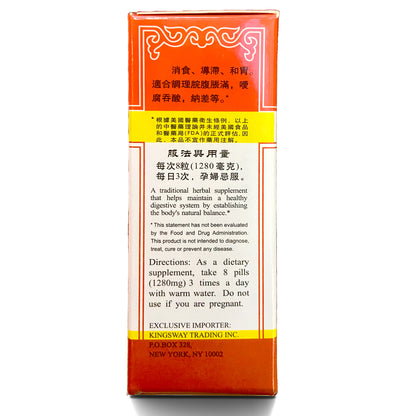 消食、導滯、和胃。
適合調理脘腹脹滿，噯
腐吞酸，納差等。*
*根據美國醫藥衛生條例，以上
的中醫藥理論并未經美國食品
和醫藥局(FDA)的正式評估，因
此，本品不宜作藥用注解。
服法與用量
每次8粒(1280毫克)，
每日3次，孕婦忌服。
A traditional herbal supplement
that helps maintain a healthy
digestive system by establishing
the body's natural balance.*
*This statement has not been evaluated
by the Food and Drug Administration.
This product is not intended to diagnose,
treat, cure or prevent any disease.
Directions: As a dietary
supplement, take 8 pills
(1280mg) 3 times a day
with warm water. Do not
use if you are pregnant.
EXCLUSIVE IMPORTER:
KINGSWAY TRADING INC.
P.O.BOX 328,
NEW YORK, NY 10002